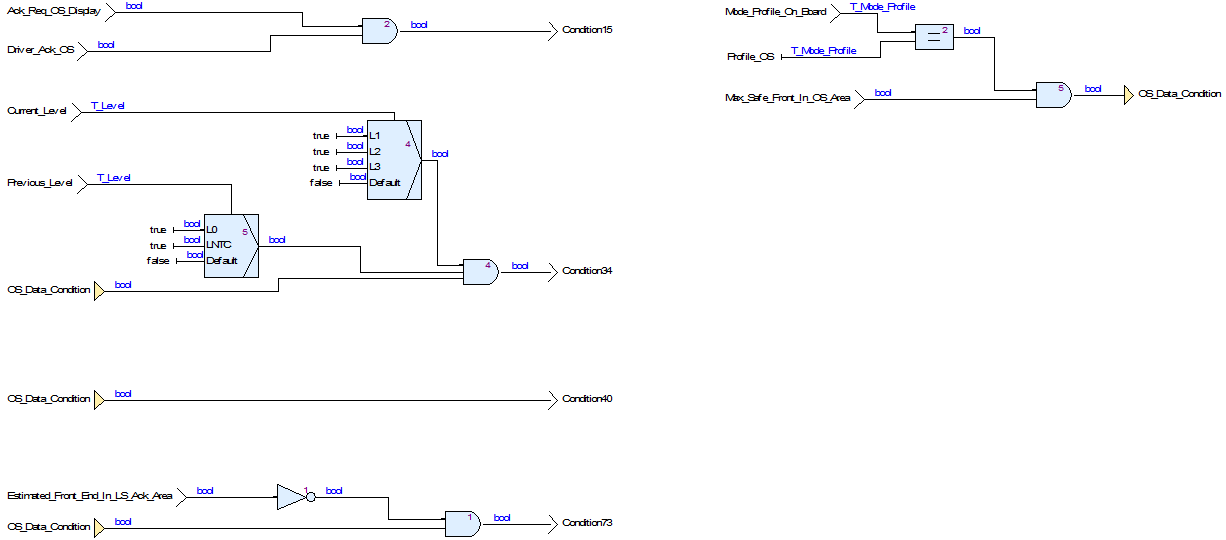 Ack_Req_OS_Display bool
Driver_Ack_OS bool
2 bool Condition15
Current_Level T_Level
true bool L1
true bool L2
true bool L3
false bool Default
4 bool
Previous_Level T_Level
true bool L0
true bool LNTC
false bool Default
5 bool
OS_Data_Condition bool
4 bool Condition34
OS_Data_Condition bool Condition40
Estimated_Front_End_In_LS_Ack_Area bool 1 bool
OS_Data_Condition bool
1 bool Condition73
Mode_Profile_On_Board T_Mode_Profile
Profile_OS T_Mode_Profile
= 2 bool
Max_Safe_Front_In_OS_Area bool
5 bool OS_Data_Condition